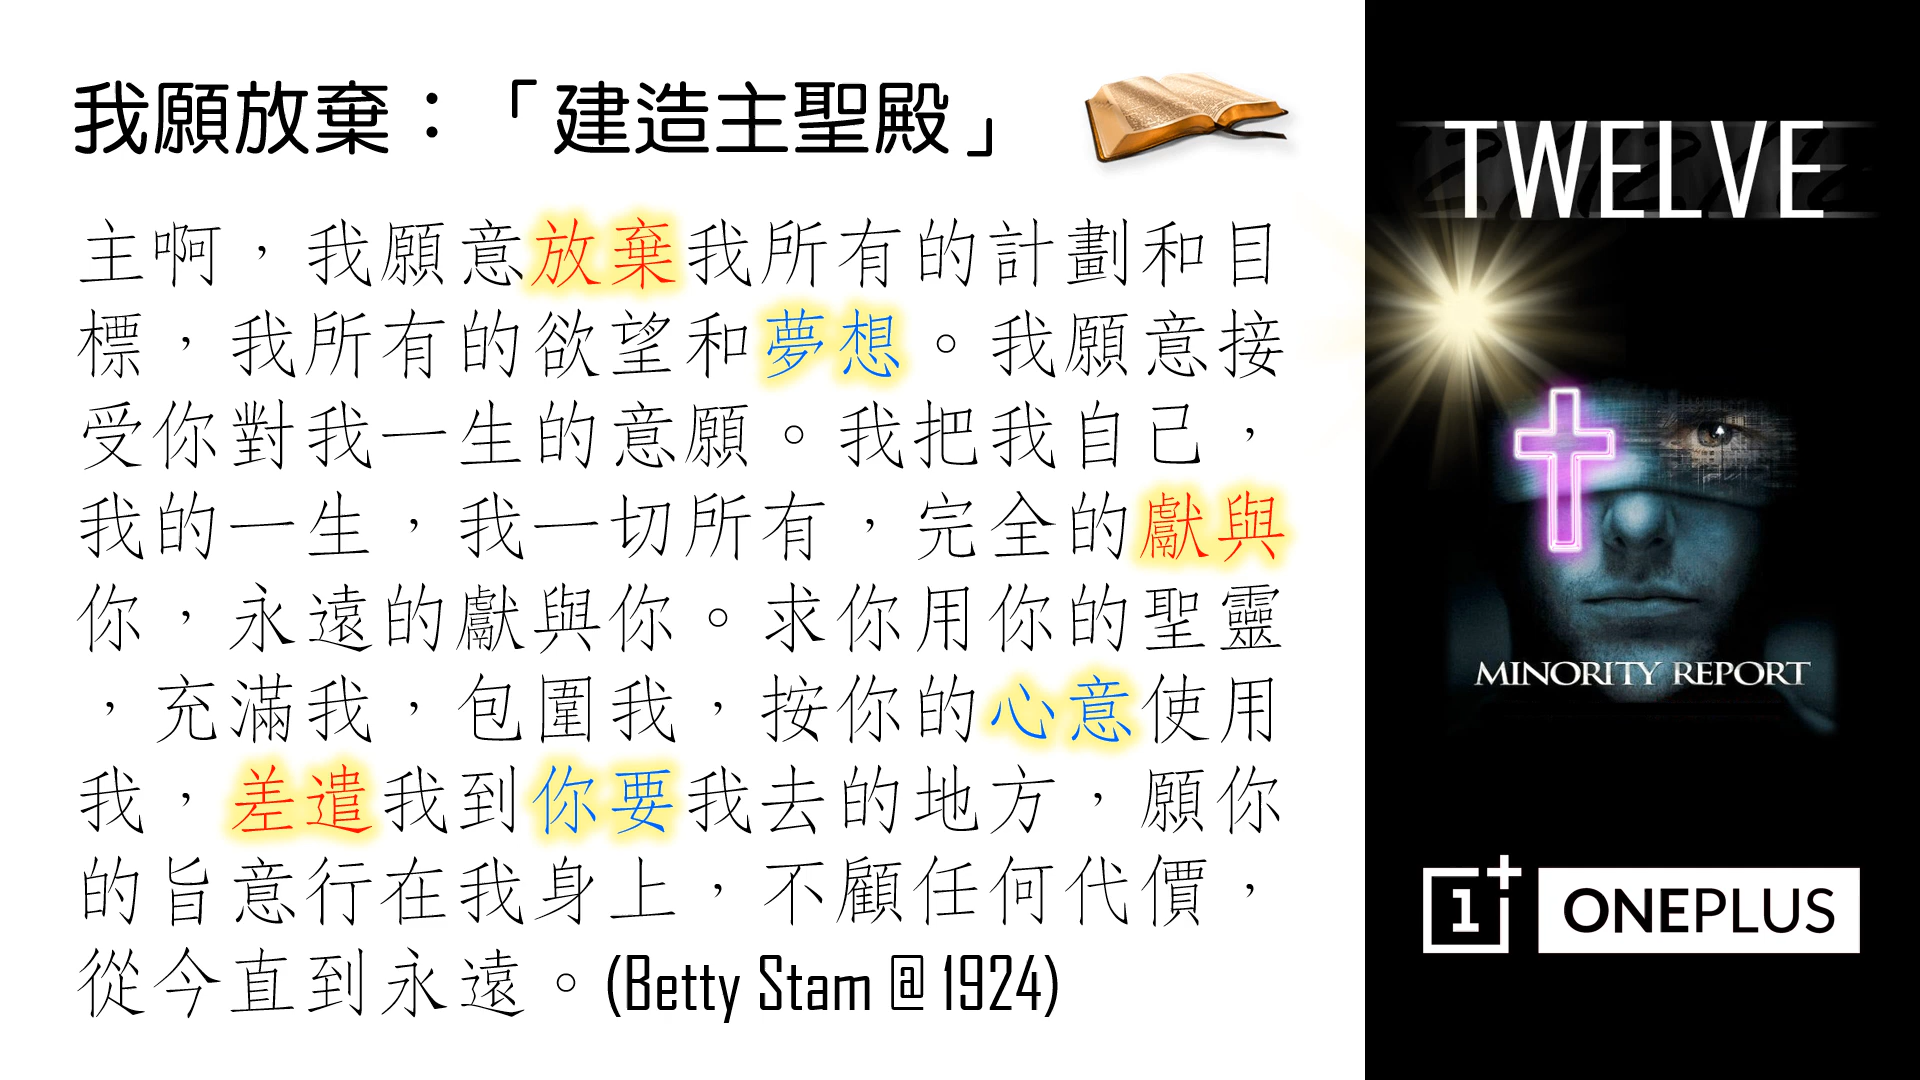 我願放棄：「建造主聖殿」
主啊，我願意放棄我所有的計劃和目
標，我所有的欲望和夢想。我願意接
受你對我一生的意願。我把我自己，
我的一生，我一切所有，完全的獻與
你，永遠的獻與你。求你用你的聖靈
，充滿我，包圍我，按你的心意使用
我，差遣我到你要我去的地方，願你
的旨意行在我身上，不顧任何代價，
從今直到永遠。(Betty Stam @ 1924)
TWELVE
MINORITY REPORT
1+ ONEPLUS